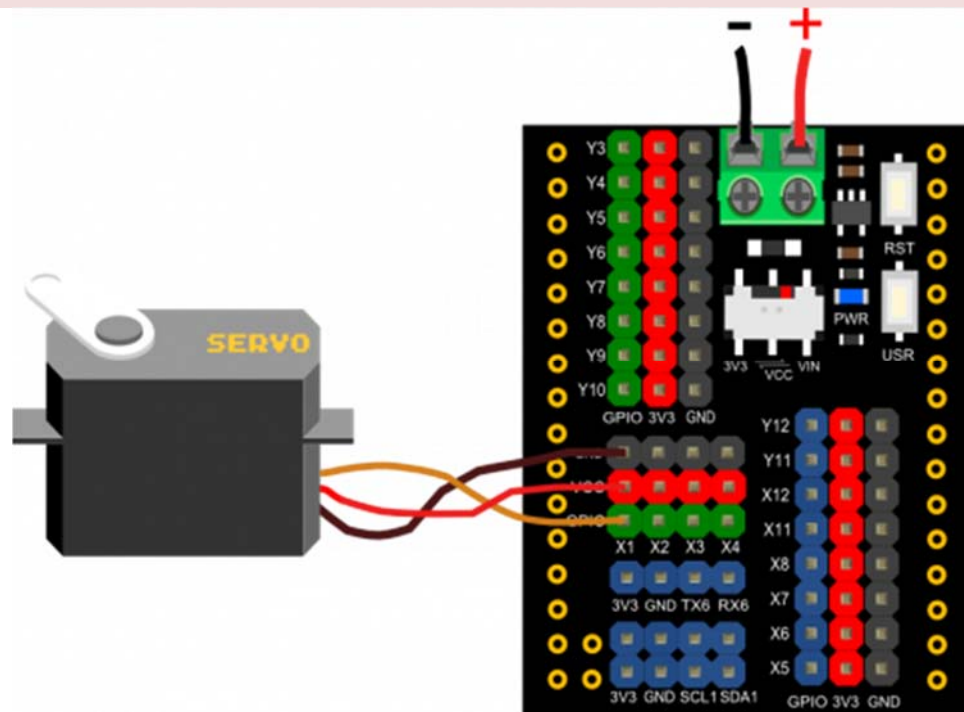 - +
Y3
Y4
Y5
Y6
Y7
Y8
Y9
Y10
GPIO 3V3 GND
RST
PWR
USR
3V3 VCC VIN
SERVO
GND
VCC
GPIO
X1 X2 X3 X4
3V3 GND TX6 RX6
3V3 GND SCL1 SDA1
Y12
Y11
X12
X11
X8
X7
X6
X5
GPIO 3V3 GND